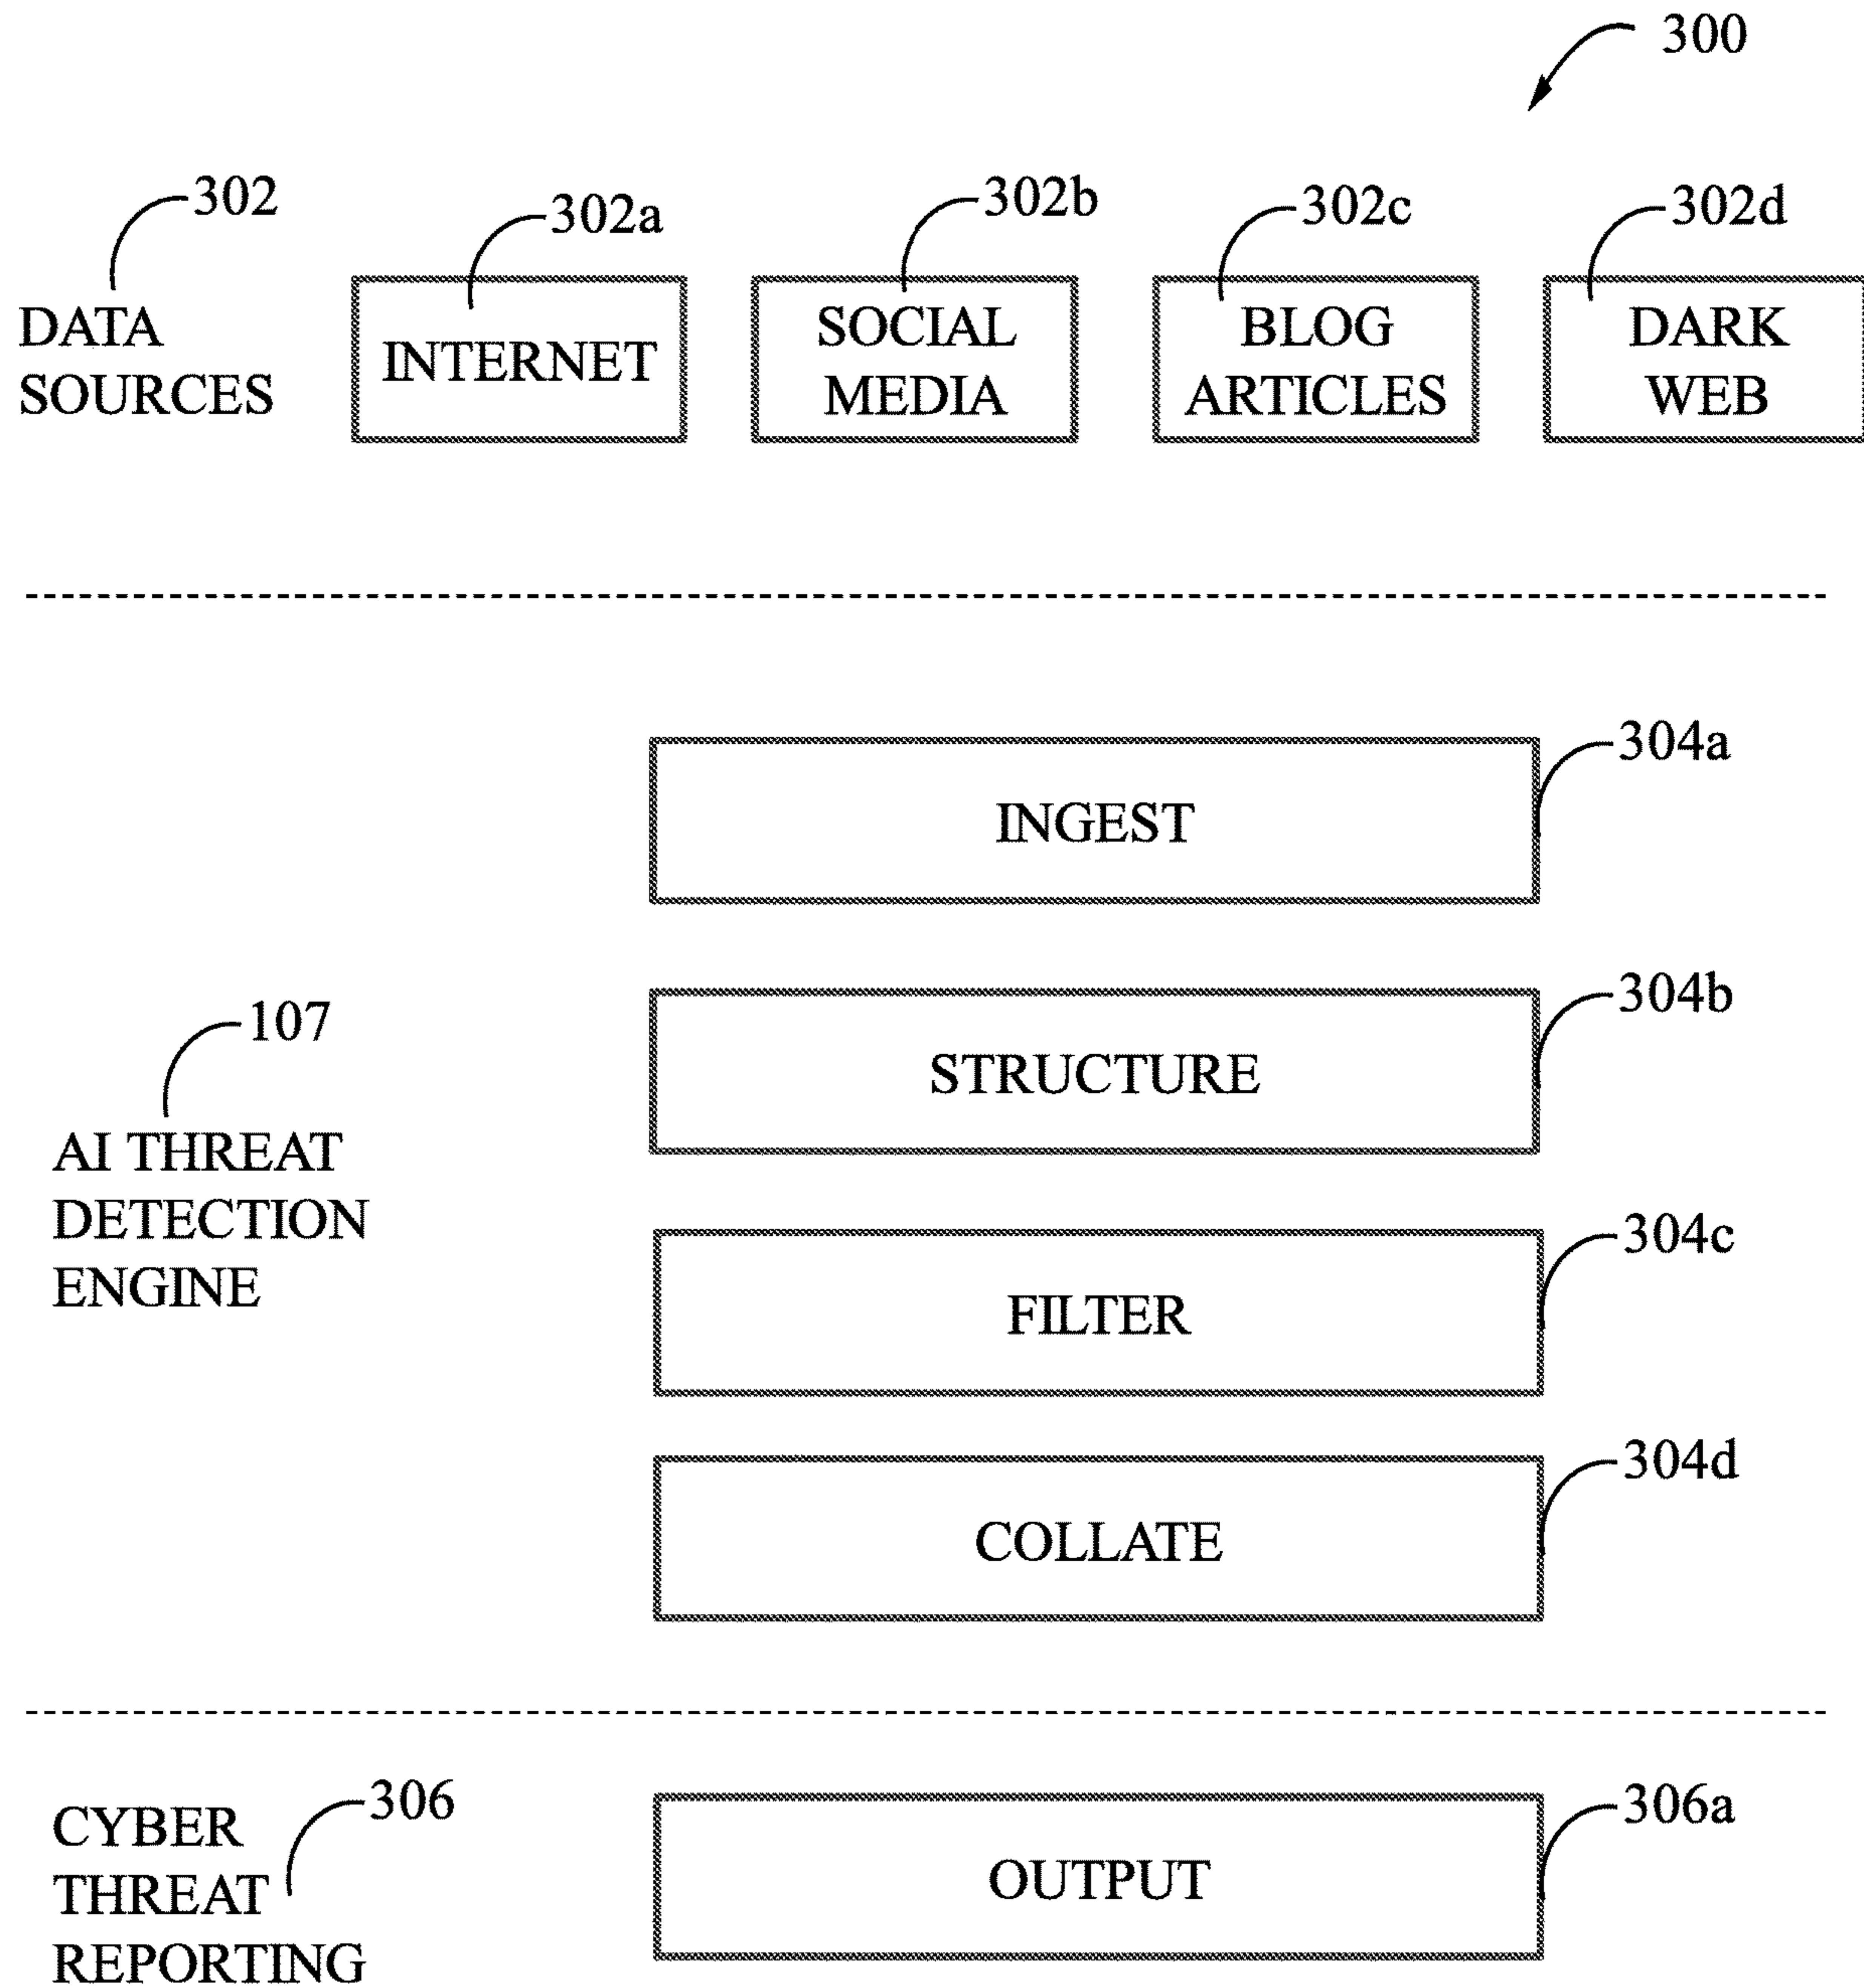 300
302
302a
302b
302c
302d
DATA
SOURCES
INTERNET
SOCIAL
MEDIA
BLOG
ARTICLES
DARK
WEB
304a
INGEST
304b
STRUCTURE
107
AI THREAT
DETECTION
ENGINE
304c
FILTER
304d
COLLATE
306
CYBER
THREAT
REPORTING
306a
OUTPUT